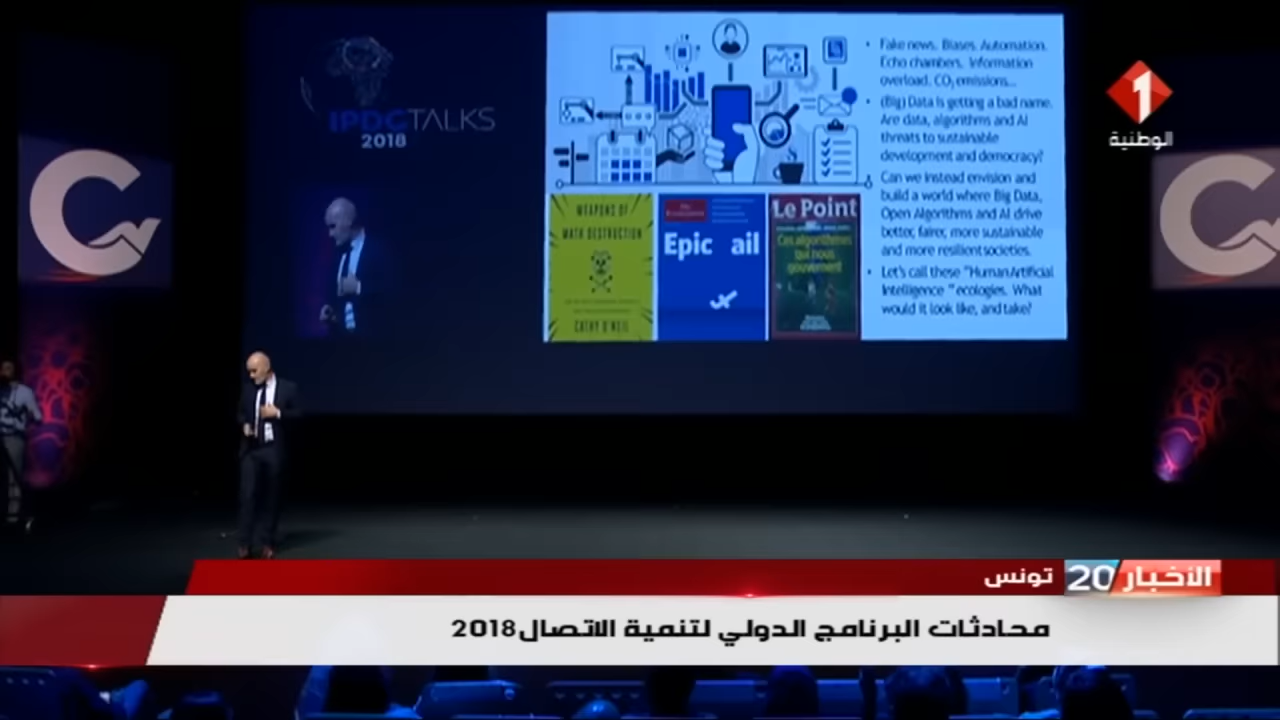 IPDCTALKS
2018
• Fake news. Biases. Automation.
Echo chambers. Information
overload. CO₂ emissions...
• (Big) Data is getting a bad name.
Are data, algorithms and AI
threats to sustainable
development and democracy?
• Can we instead envision and
build a world where Big Data,
Open Algorithms and AI drive
better, fairer, more sustainable
and more resilient societies.
• Let's call these "Human Artificial
Intelligence " ecologies. What
would it look like, and take?
WEAPONS OF
MATH DESTRUCTION
CATHY O'NEIL
The
Economist
Epic ail
Le Point
Ces algorithmes
qui nous
gouvernent
1
الوطنية
الأخبار 20
تونس
محادثات البرنامج الدولي لتنمية الاتصال 2018